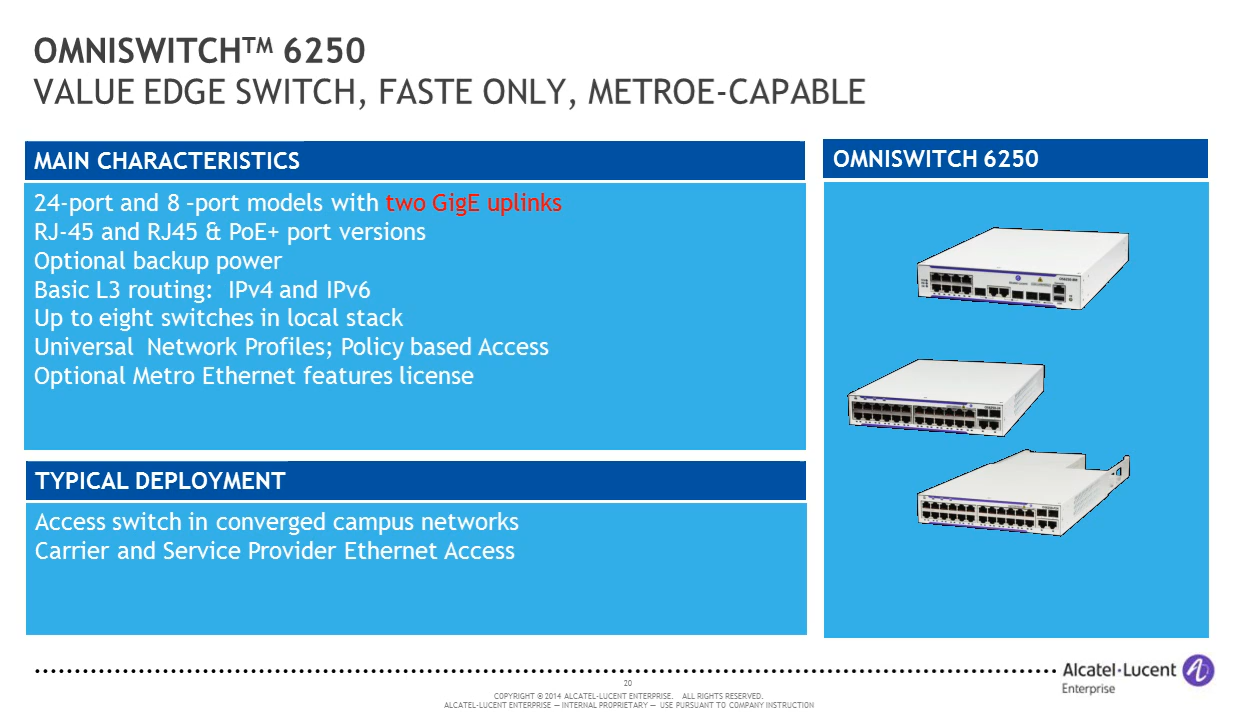 OMNISWITCH™ 6250
VALUE EDGE SWITCH, FASTE ONLY, METROE-CAPABLE
MAIN CHARACTERISTICS
24-port and 8 –port models with two GigE uplinks
RJ-45 and RJ45 & PoE+ port versions
Optional backup power
Basic L3 routing:  IPv4 and IPv6
Up to eight switches in local stack
Universal  Network Profiles; Policy based Access
Optional Metro Ethernet features license
TYPICAL DEPLOYMENT
Access switch in converged campus networks
Carrier and Service Provider Ethernet Access
OMNISWITCH 6250
20
COPYRIGHT © 2014 ALCATEL-LUCENT ENTERPRISE.   ALL RIGHTS RESERVED.
ALCATEL-LUCENT ENTERPRISE — INTERNAL PROPRIETARY —  USE PURSUANT TO COMPANY INSTRUCTION
Alcatel·Lucent
Enterprise